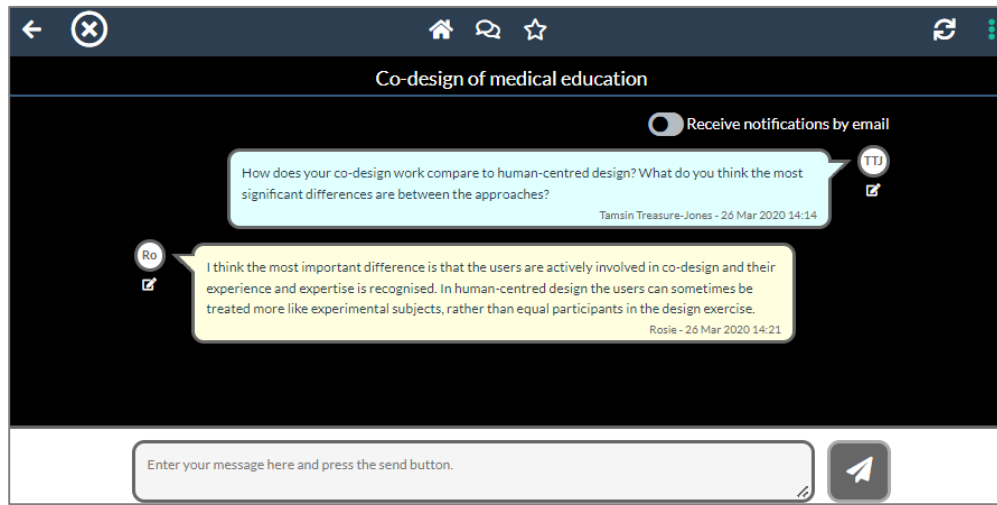 Co-design of medical education
Receive notifications by email
How does your co-design work compare to human-centred design? What do you think the most
significant differences are between the approaches?
TTJ
Tamsin Treasure-Jones - 26 Mar 2020 14:14
Ro
I think the most important difference is that the users are actively involved in co-design and their
experience and expertise is recognised. In human-centred design the users can sometimes be
treated more like experimental subjects, rather than equal participants in the design exercise.
Rosie - 26 Mar 2020 14:21
Enter your message here and press the send button.